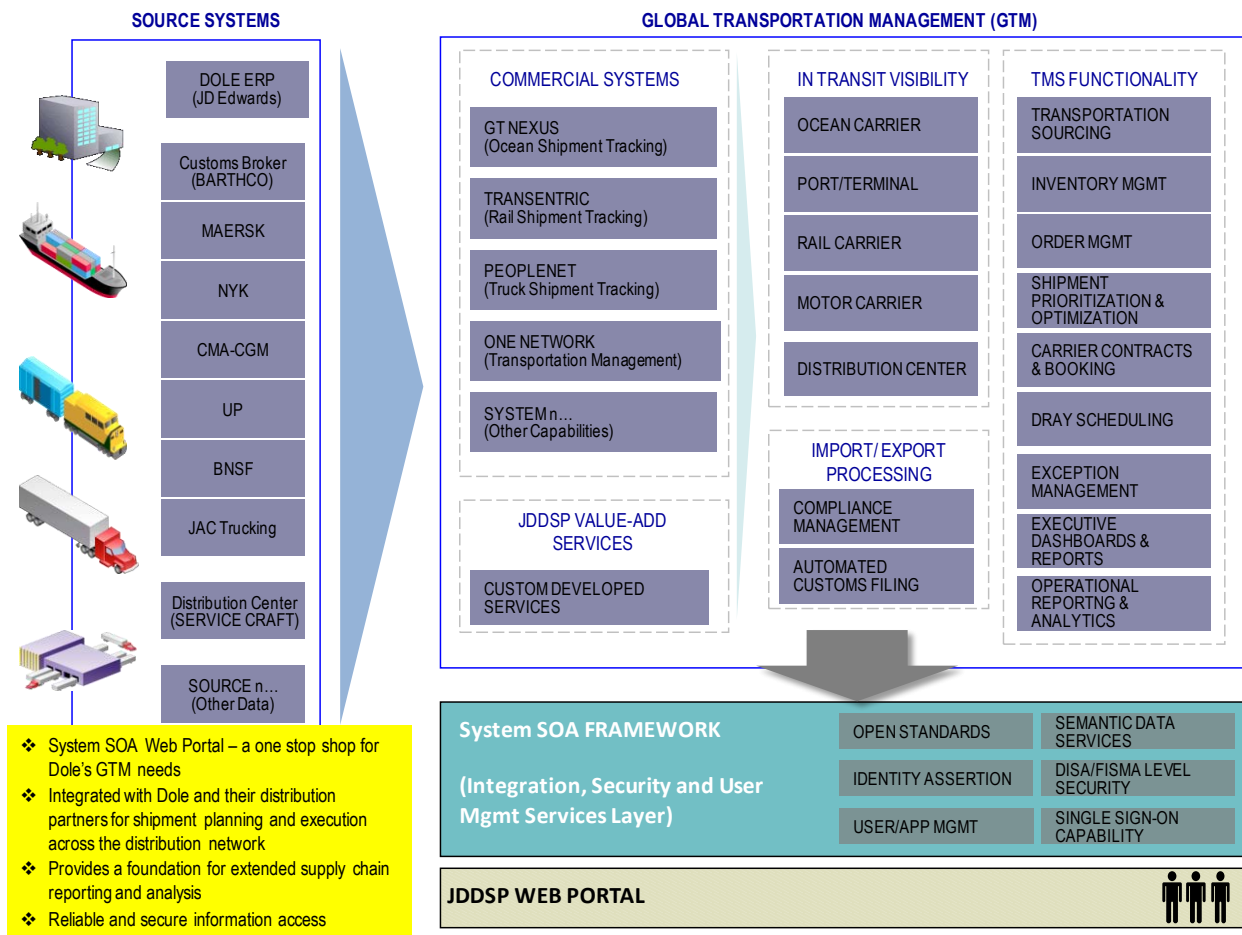 SOURCE SYSTEMS
DOLE ERP
(JD Edwards)
Customs Broker
(BARTHCO)
MAERSK
NYK
CMA-CGM
UP
BNSF
JAC Trucking
Distribution Center
(SERVICE CRAFT)
SOURCE n…
(Other Data)
❖ System SOA Web Portal – a one stop shop for
Dole's GTM needs
❖ Integrated with Dole and their distribution
partners for shipment planning and execution
across the distribution network
❖ Provides a foundation for extended supply chain
reporting and analysis
❖ Reliable and secure information access
GLOBAL TRANSPORTATION MANAGEMENT (GTM)
COMMERCIAL SYSTEMS
GT NEXUS
(Ocean Shipment Tracking)
TRANSENTRIC
(Rail Shipment Tracking)
PEOPLENET
(Truck Shipment Tracking)
ONE NETWORK
(Transportation Management)
SYSTEM n…
(Other Capabilities)
JDDSP VALUE-ADD
SERVICES
CUSTOM DEVELOPED
SERVICES
IN TRANSIT VISIBILITY
OCEAN CARRIER
PORT/TERMINAL
RAIL CARRIER
MOTOR CARRIER
DISTRIBUTION CENTER
IMPORT/ EXPORT
PROCESSING
COMPLIANCE
MANAGEMENT
AUTOMATED
CUSTOMS FILING
TMS FUNCTIONALITY
TRANSPORTATION
SOURCING
INVENTORY MGMT
ORDER MGMT
SHIPMENT
PRIORITIZATION &
OPTIMIZATION
CARRIER CONTRACTS
& BOOKING
DRAY SCHEDULING
EXCEPTION
MANAGEMENT
EXECUTIVE
DASHBOARDS &
REPORTS
OPERATIONAL
REPORTNG &
ANALYTICS
System SOA FRAMEWORK
(Integration, Security and User
Mgmt Services Layer)
OPEN STANDARDS
IDENTITY ASSERTION
USER/APP MGMT
SEMANTIC DATA
SERVICES
DISA/FISMA LEVEL
SECURITY
SINGLE SIGN-ON
CAPABILITY
JDDSP WEB PORTAL